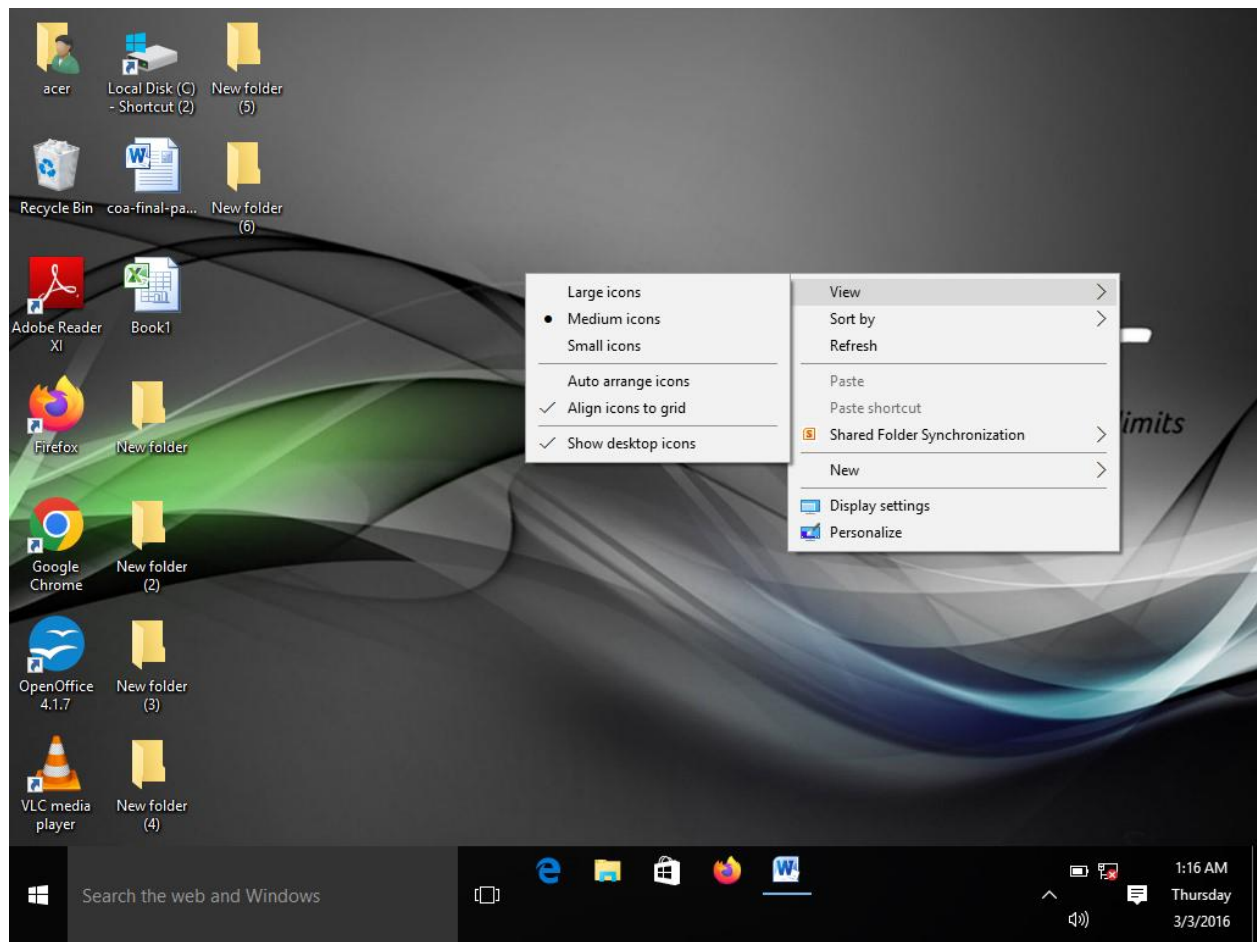 acer
Local Disk (C)
- Shortcut (2)
New folder
(5)
Recycle Bin
coa-final-pa...
New folder
(6)
Adobe Reader
XI
Book1
Firefox
New folder
Google
Chrome
New folder
(2)
OpenOffice
4.1.7
New folder
(3)
VLC media
player
New folder
(4)
Large icons
Medium icons
Small icons
Auto arrange icons
Align icons to grid
Show desktop icons
View
Sort by
Refresh
Paste
Paste shortcut
Shared Folder Synchronization
New
Display settings
Personalize
limits
Search the web and Windows
1:16 AM
Thursday
3/3/2016